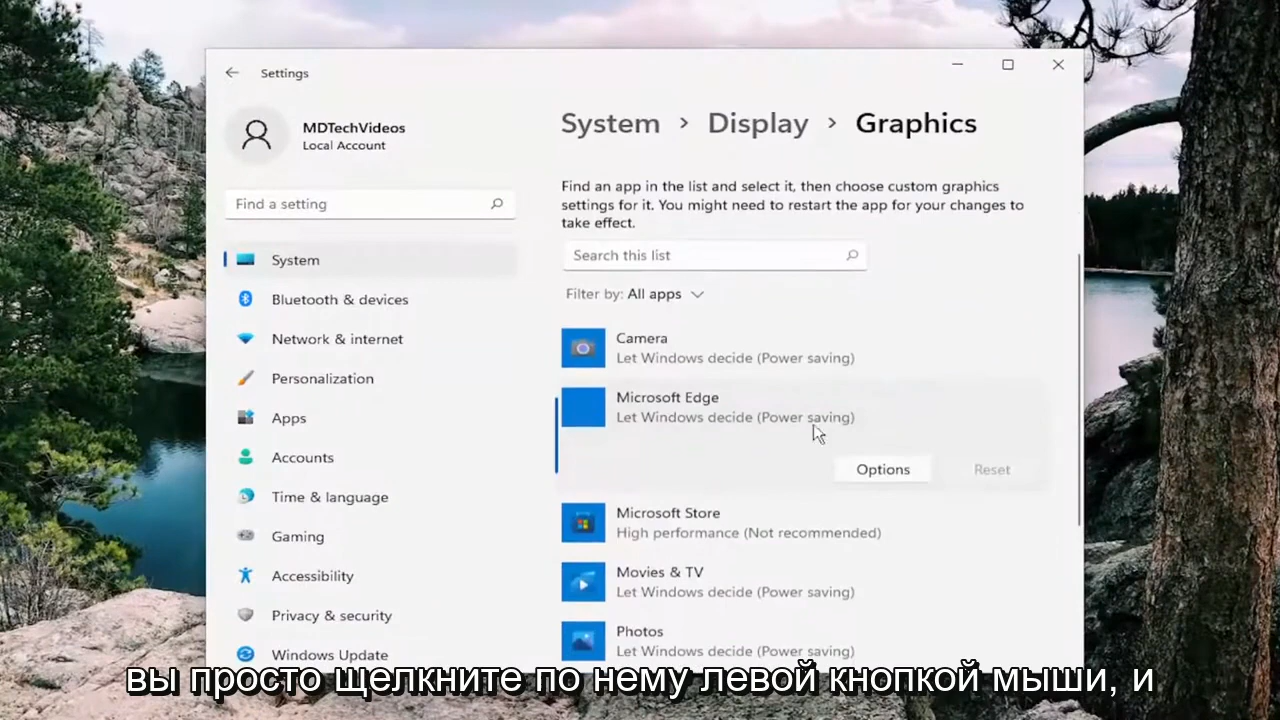 Settings
MDTechVideos
Local Account
Find a setting
System
Bluetooth & devices
Network & internet
Personalization
Apps
Accounts
Time & language
Gaming
Accessibility
Privacy & security
Windows Update
System > Display > Graphics
Find an app in the list and select it, then choose custom graphics
settings for it. You might need to restart the app for your changes to
take effect.
Search this list
Filter by: All apps
Camera
Let Windows decide (Power saving)
Microsoft Edge
Let Windows decide (Power saving)
Options Reset
Microsoft Store
High performance (Not recommended)
Movies & TV
Let Windows decide (Power saving)
Photos
Let Windows decide (Power saving)
вы просто щелкните по нему левой кнопкой мыши, и